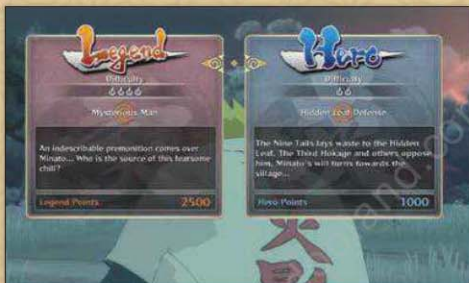 Legend
Difficulty
Mysterious Man
An indescribable premonition comes over
Minato... Who is the source of this fearsome
chill?
Legend Points 2500
Hero
Difficulty
Hidden Leaf Defense
The Nine Tails lays waste to the Hidden
Leaf. The Third Hokage and others oppose
him. Minato's will turns towards the
village...
Hero Points 1000
火